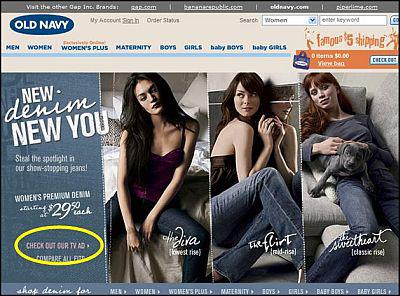 Visit the other Gap Inc. Brands: gap.com | bananarepublic.com | oldnavy.com | piperlime.com
OLD NAVY
My Account Sign In Order Status
Search Women enter keyword
famous $5 shipping
Exclusively Online!
MEN WOMEN WOMEN'S PLUS MATERNITY BOYS GIRLS baby BOYS baby GIRLS
0 items $0.00
View bag
CHECKOUT
NEW
denim
NEW YOU
Steal the spotlight in
our show-stopping jeans!
WOMEN'S PREMIUM DENIM
starting at $29.50 each
CHECK OUT OUR TV AD
COMPARE ALL FITS
the diva
[lowest rise]
the flirt
[mid-rise]
the sweetheart
[classic rise]
shop denim for MEN WOMEN WOMEN'S PLUS MATERNITY BOYS GIRLS baby BOYS baby GIRLS